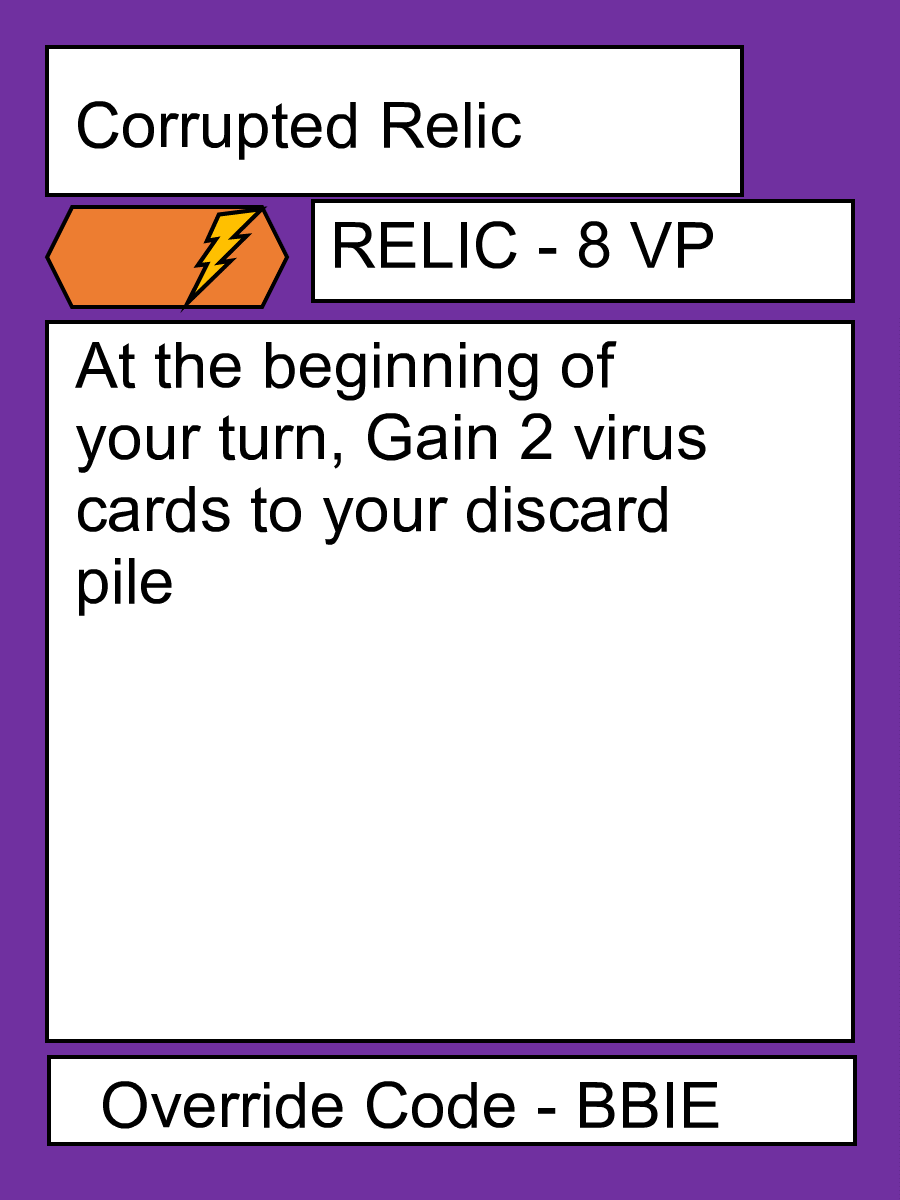 Corrupted Relic
RELIC - 8 VP
At the beginning of
your turn, Gain 2 virus
cards to your discard
pile
Override Code - BBIE